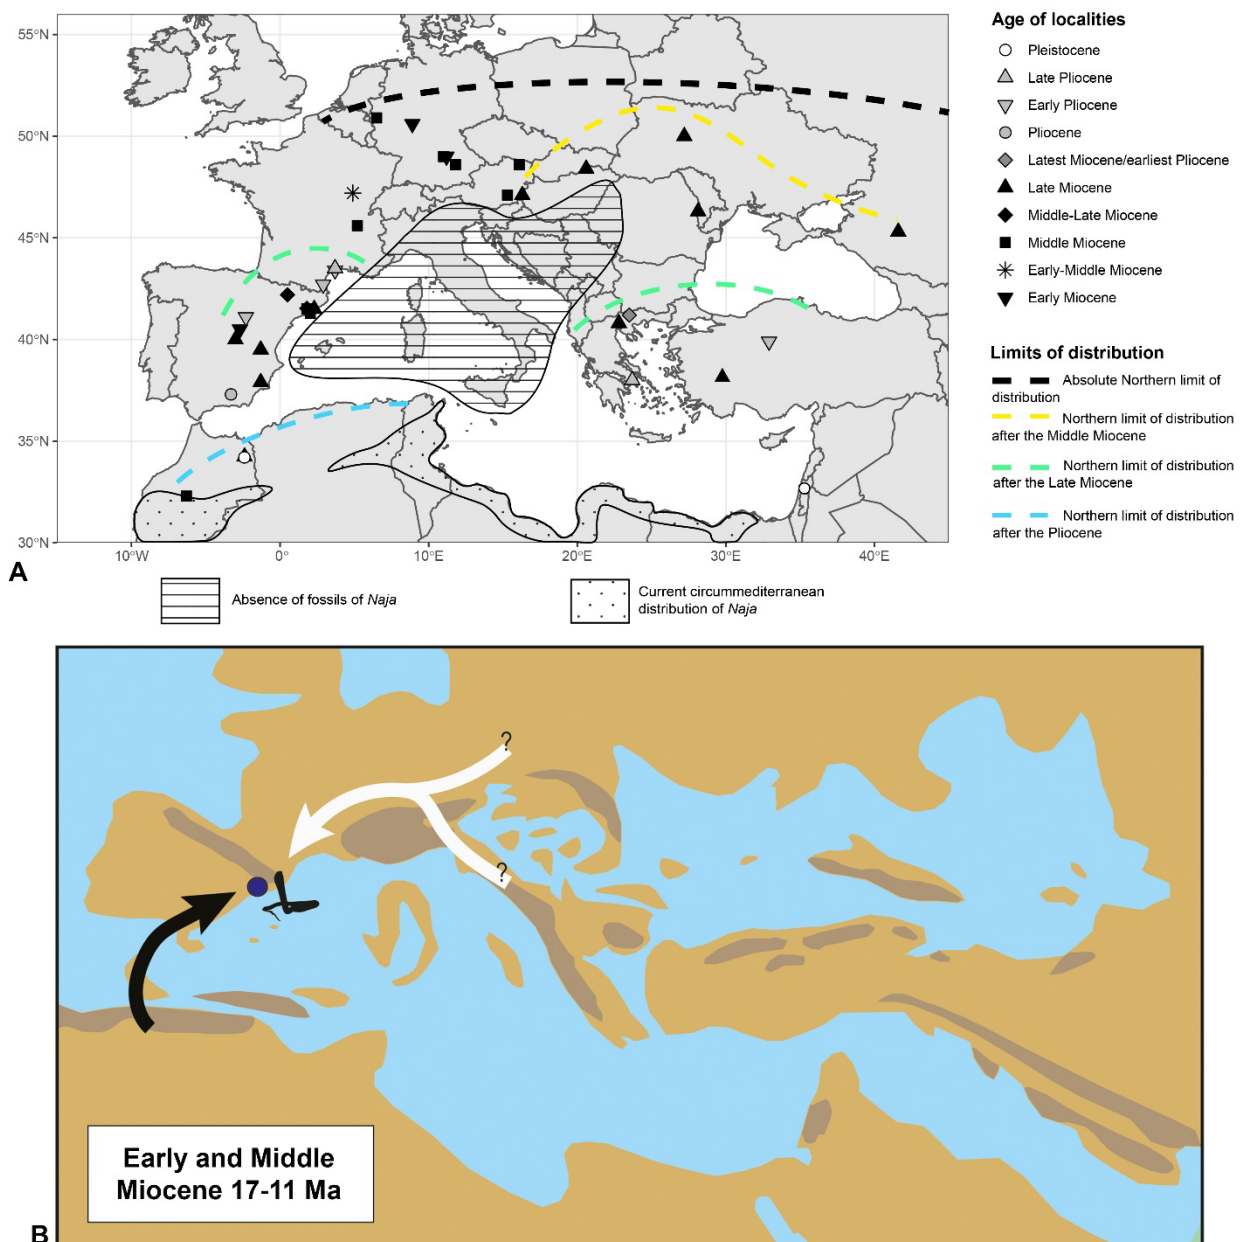 55°N
50°N
45°N
40°N
35°N
30°N
10°W
0°
10°E
20°E
30°E
40°E
A
Age of localities
Pleistocene
Late Pliocene
Early Pliocene
Pliocene
Latest Miocene/earliest Pliocene
Late Miocene
Middle-Late Miocene
Middle Miocene
Early-Middle Miocene
Early Miocene
Limits of distribution
Absolute Northern limit of
distribution
Northern limit of distribution
after the Middle Miocene
Northern limit of distribution
after the Late Miocene
Northern limit of distribution
after the Pliocene
Absence of fossils of Naja
Current circummediterranean
distribution of Naja
?
?
Early and Middle
Miocene 17-11 Ma
B